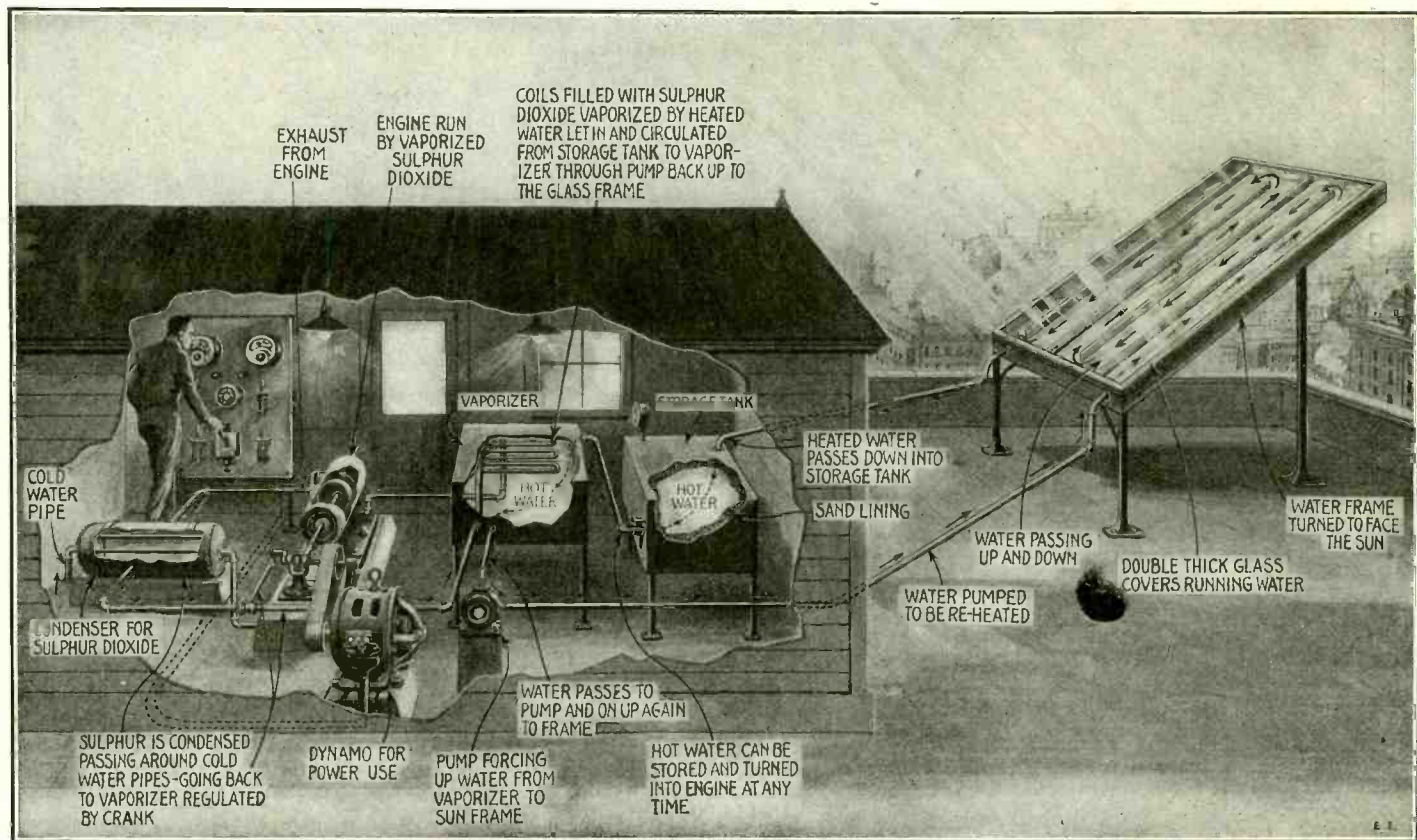 EXHAUST
FROM
ENGINE
ENGINE RUN
BY VAPORIZED
SULPHUR
DIOXIDE
COILS FILLED WITH SULPHUR
DIOXIDE VAPORIZED BY HEATED
WATER LET IN AND CIRCULATED
FROM STORAGE TANK TO VAPOR-
IZER THROUGH PUMP BACK UP TO
THE GLASS FRAME
VAPORIZER
STORAGE TANK
HOT
WATER
HOT
WATER
HEATED WATER
PASSES DOWN INTO
STORAGE TANK
SAND LINING
COLD
WATER
PIPE
WATER PASSING
UP AND DOWN
WATER FRAME
TURNED TO FACE
THE SUN
DOUBLE THICK GLASS
COVERS RUNNING WATER
WATER PUMPED
TO BE RE-HEATED
CONDENSER FOR
SULPHUR DIOXIDE
WATER PASSES TO
PUMP AND ON UP AGAIN
TO FRAME
SULPHUR IS CONDENSED
PASSING AROUND COLD
WATER PIPES-GOING BACK
TO VAPORIZER REGULATED
BY CRANK
DYNAMO FOR
POWER USE
PUMP FORCING
UP WATER FROM
VAPORIZER TO
SUN FRAME
HOT WATER CAN BE
STORED AND TURNED
INTO ENGINE AT ANY
TIME